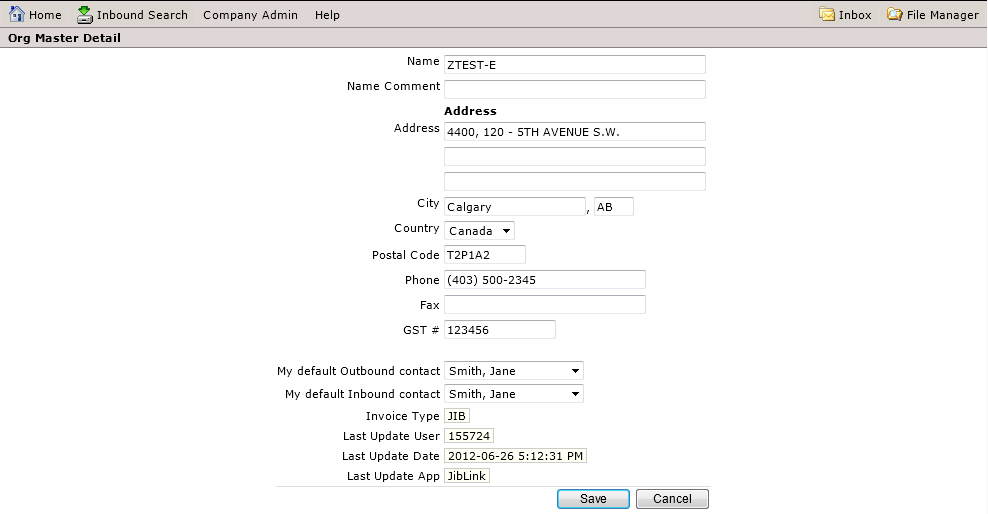 Home Inbound Search Company Admin Help Inbox File Manager
Org Master Detail
Name ZTEST-E
Name Comment
Address
Address 4400, 120 - 5TH AVENUE S.W.
City Calgary , AB
Country Canada
Postal Code T2P1A2
Phone (403) 500-2345
Fax
GST # 123456
My default Outbound contact Smith, Jane
My default Inbound contact Smith, Jane
Invoice Type JIB
Last Update User 155724
Last Update Date 2012-06-26 5:12:31 PM
Last Update App JibLink
Save Cancel